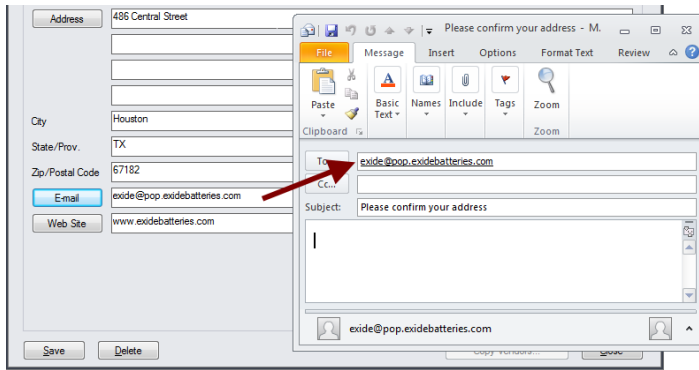 Address
486 Central Street
City
Houston
State/Prov.
TX
Zip/Postal Code
67182
E-mail
exide@pop.exidebatteries.com
Web Site
www.exidebatteries.com
Save
Delete
Please confirm your address - M.
File
Message
Insert
Options
Format Text
Review
Paste
Basic Text
Names
Include
Tags
Zoom
Clipboard
Zoom
To...
exide@pop.exidebatteries.com
Cc...
Subject:
Please confirm your address
exide@pop.exidebatteries.com
Copy Vendors...
Close